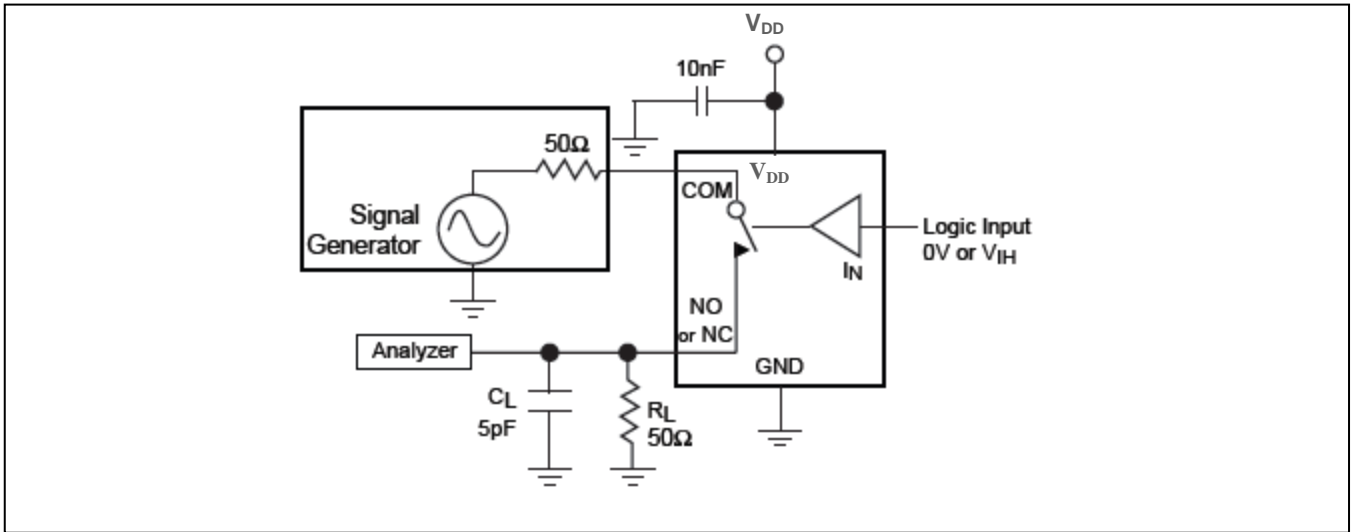 VDD
10nF
50Ω
VDD
COM
Signal
Generator
Logic Input
0V or VIH
IN
NO
or NC
Analyzer
GND
CL
5pF
RL
50Ω